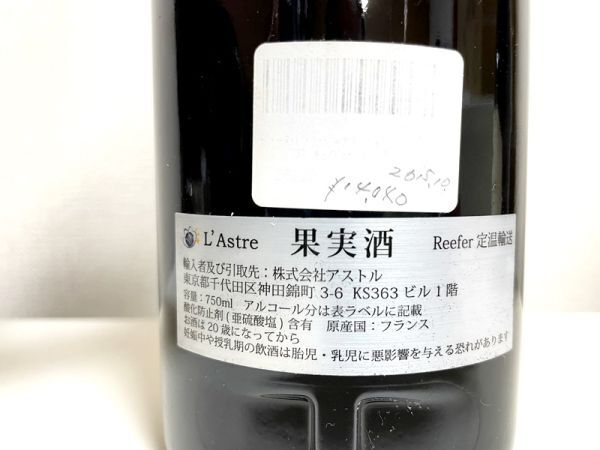 2015.10.
¥14,040
L'Astre 果実酒 Reefer 定温輸送
輸入者及び引取先：株式会社アストル
東京都千代田区神田錦町 3-6 KS363 ビル 1 階
容量：750ml アルコール分は表ラベルに記載
酸化防止剤 (亜硫酸塩) 含有 原産国：フランス
お酒は 20 歳になってから
妊娠中や授乳期の飲酒は胎児・乳児に悪影響を与える恐れがあります